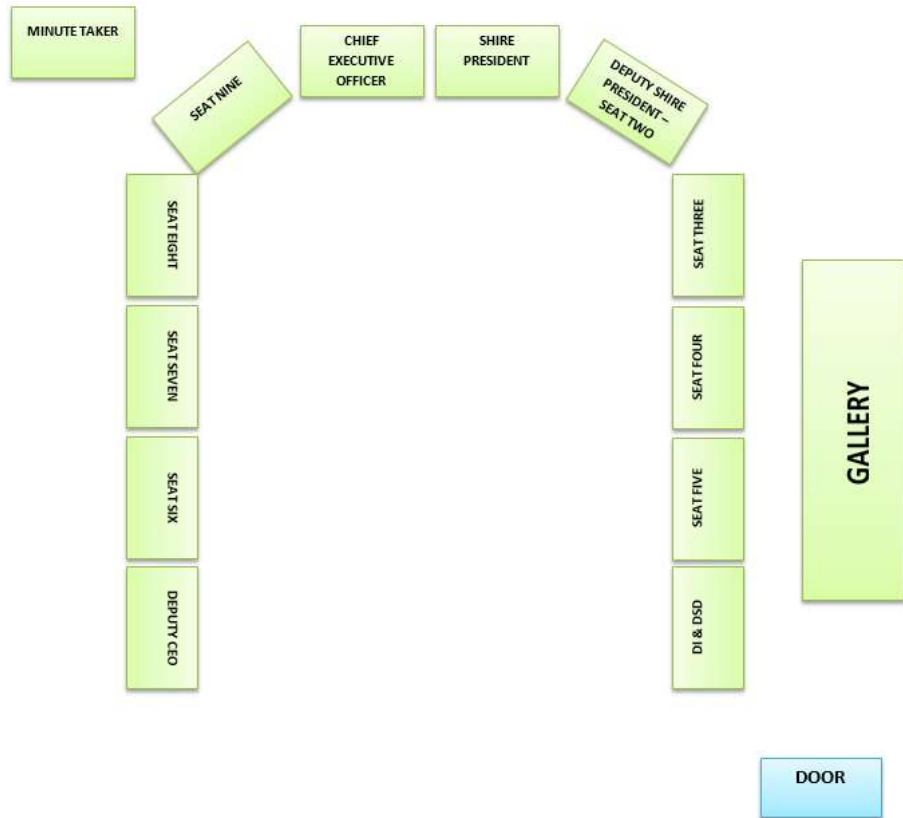 MINUTE TAKER
SEAT NINE
CHIEF
EXECUTIVE
OFFICER
SHIRE
PRESIDENT
DEPUTY SHIRE
PRESIDENT –
SEAT TWO
SEAT EIGHT
SEAT THREE
SEAT SEVEN
SEAT FOUR
GALLERY
SEAT SIX
SEAT FIVE
DEPUTY CEO
DI & DSD
DOOR